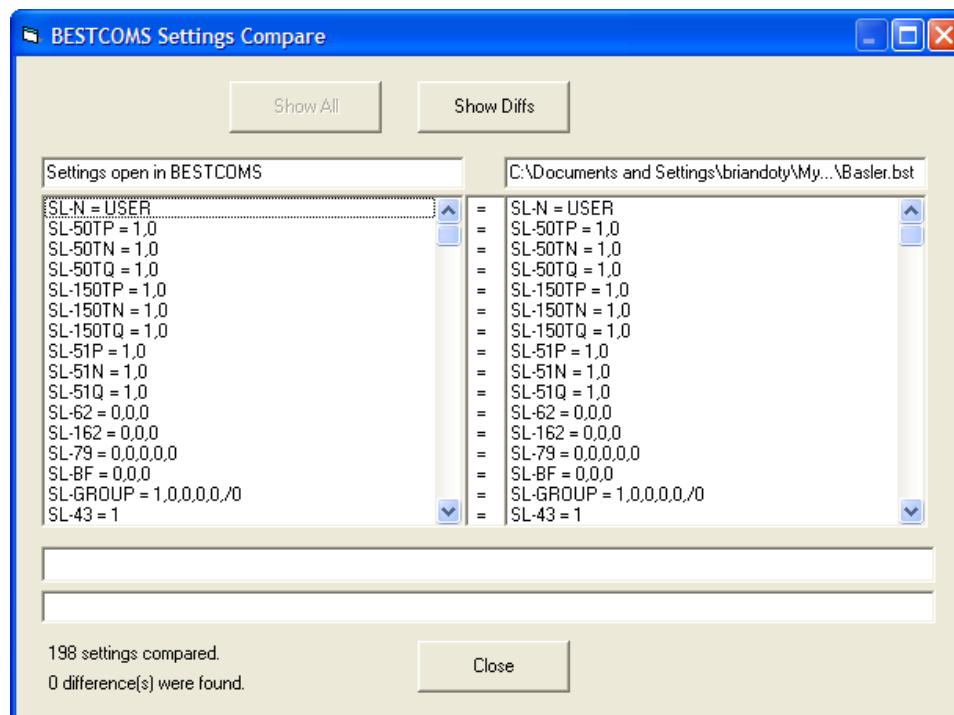 BESTCOMS Settings Compare
Show All Show Diffs
Settings open in BESTCOMS C:\Documents and Settings\briandoty\My...\Basler.bst
SL-N = USER = SL-N = USER
SL-50TP = 1,0 = SL-50TP = 1,0
SL-50TN = 1,0 = SL-50TN = 1,0
SL-50TQ = 1,0 = SL-50TQ = 1,0
SL-150TP = 1,0 = SL-150TP = 1,0
SL-150TN = 1,0 = SL-150TN = 1,0
SL-150TQ = 1,0 = SL-150TQ = 1,0
SL-51P = 1,0 = SL-51P = 1,0
SL-51N = 1,0 = SL-51N = 1,0
SL-51Q = 1,0 = SL-51Q = 1,0
SL-62 = 0,0,0 = SL-62 = 0,0,0
SL-162 = 0,0,0 = SL-162 = 0,0,0
SL-79 = 0,0,0,0,0 = SL-79 = 0,0,0,0,0
SL-BF = 0,0,0 = SL-BF = 0,0,0
SL-GROUP = 1,0,0,0,0,/0 = SL-GROUP = 1,0,0,0,0,/0
SL-43 = 1 = SL-43 = 1
198 settings compared.
0 difference(s) were found.
Close